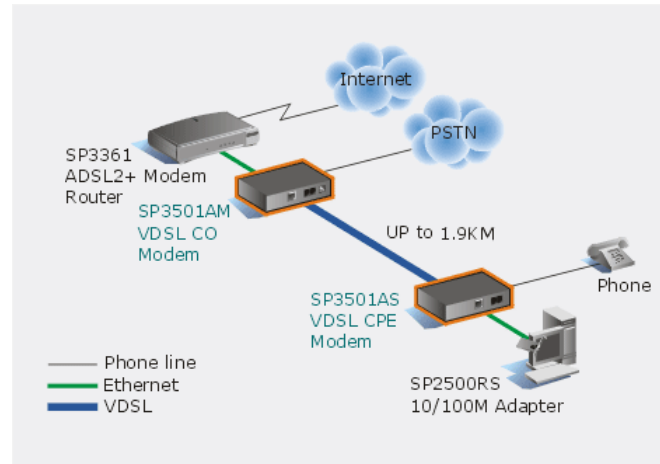 Internet
PSTN
SP3361
ADSL2+ Modem
Router
SP3501AM
VDSL CO
Modem
UP to 1.9KM
SP3501AS
VDSL CPE
Modem
Phone
SP2500RS
10/100M Adapter
Phone line
Ethernet
VDSL